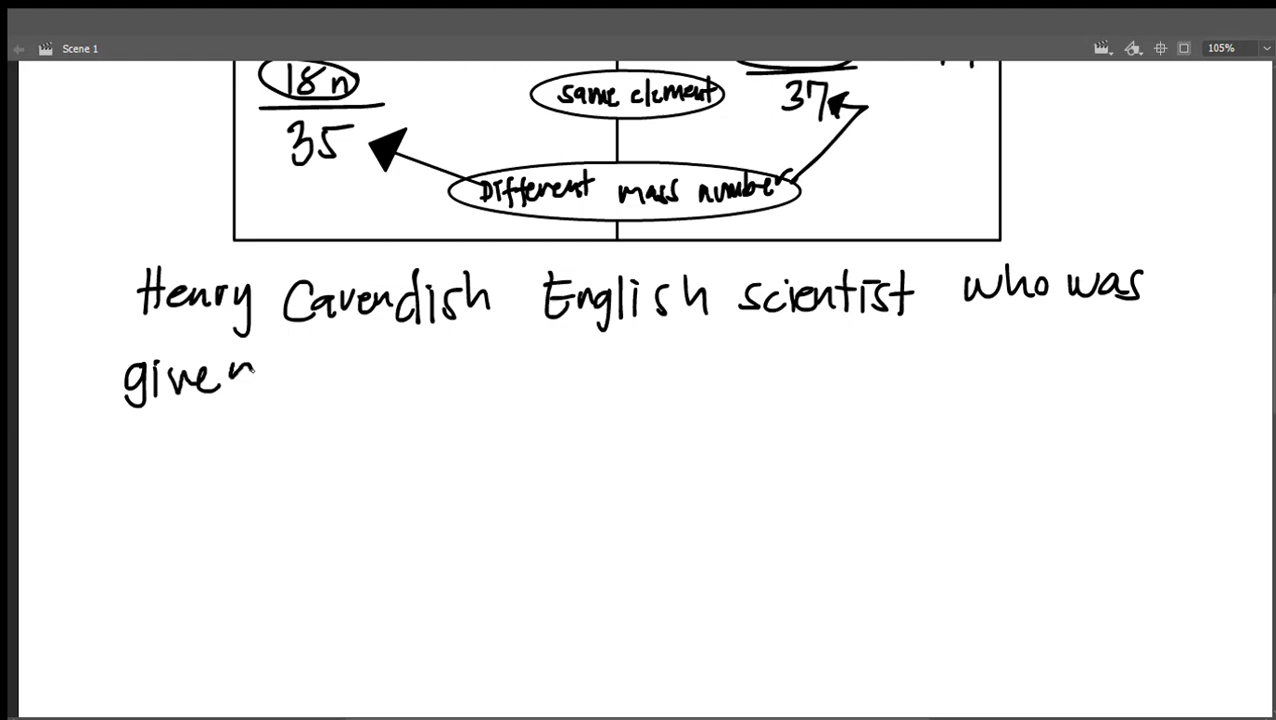 Scene 1
105%
18n
same element
37
35
Different mass number
Henry Cavendish English scientist who was
given